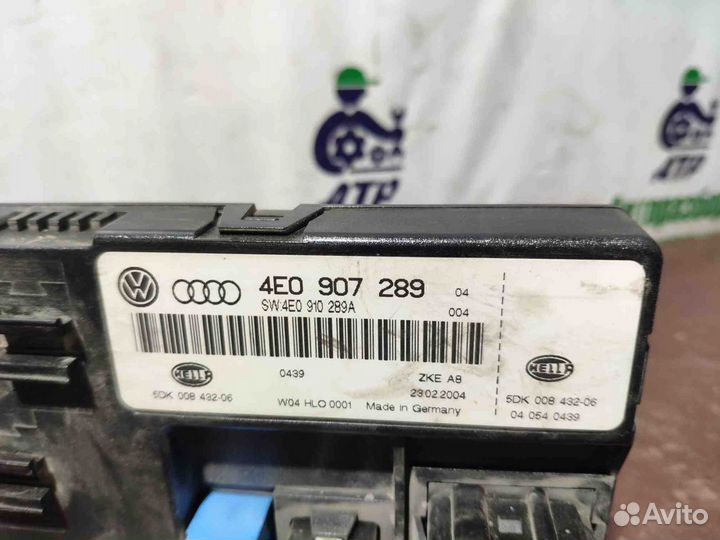 ATP
ATP
4E0 907 289 04
SW:4E0 910 289A 004
0439 ZKE A8
HELLA
23.02.2004
5DK 008 432-06
W04 HLO 0001 Made in Germany
HELLA
5DK 008 432-06
04 054 0439
Avito